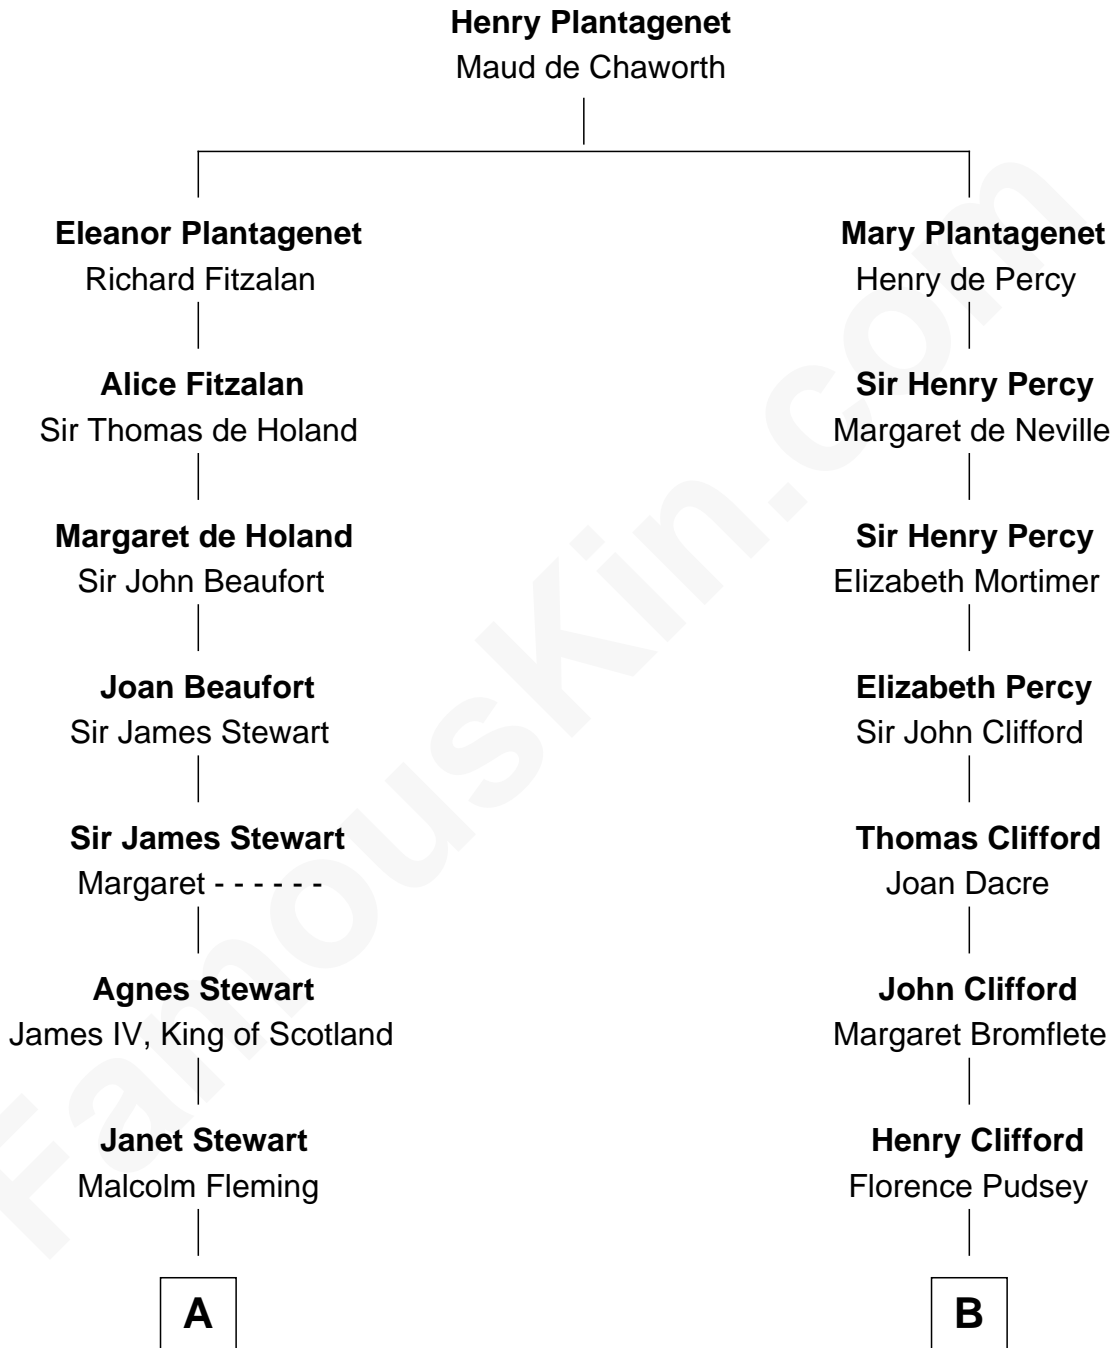 Henry Plantagenet
Maud de Chaworth
Eleanor Plantagenet
Richard Fitzalan
Mary Plantagenet
Henry de Percy
Alice Fitzalan
Sir Thomas de Holand
Sir Henry Percy
Margaret de Neville
Margaret de Holand
Sir John Beaufort
Sir Henry Percy
Elizabeth Mortimer
Joan Beaufort
Sir James Stewart
Elizabeth Percy
Sir John Clifford
Sir James Stewart
Margaret - - - - - -
Thomas Clifford
Joan Dacre
Agnes Stewart
James IV, King of Scotland
John Clifford
Margaret Bromflete
Janet Stewart
Malcolm Fleming
Henry Clifford
Florence Pudsey
A
B
FamousKin.com